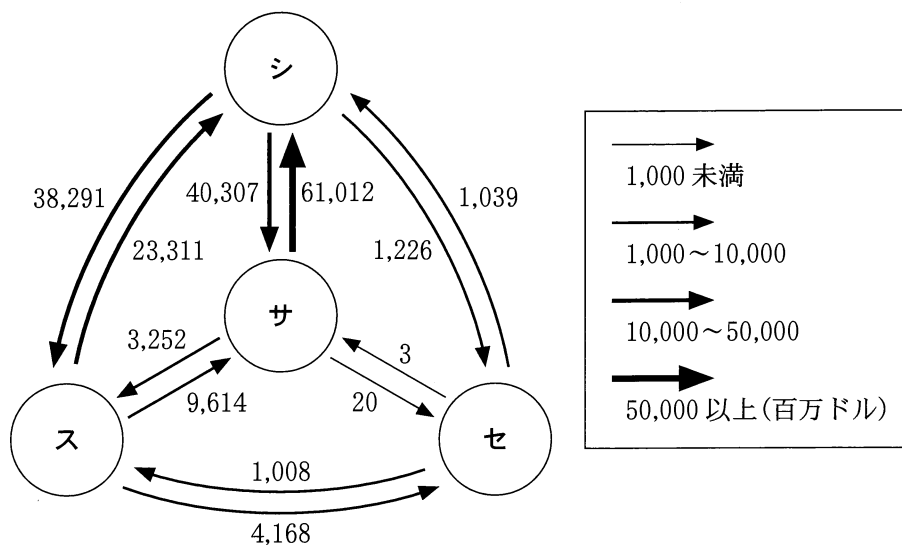 シ
38,291
23,311
40,307
61,012
1,039
1,226
サ
3,252
9,614
3
20
ス
セ
1,008
4,168
1,000 未満
1,000～10,000
10,000～50,000
50,000 以上(百万ドル)